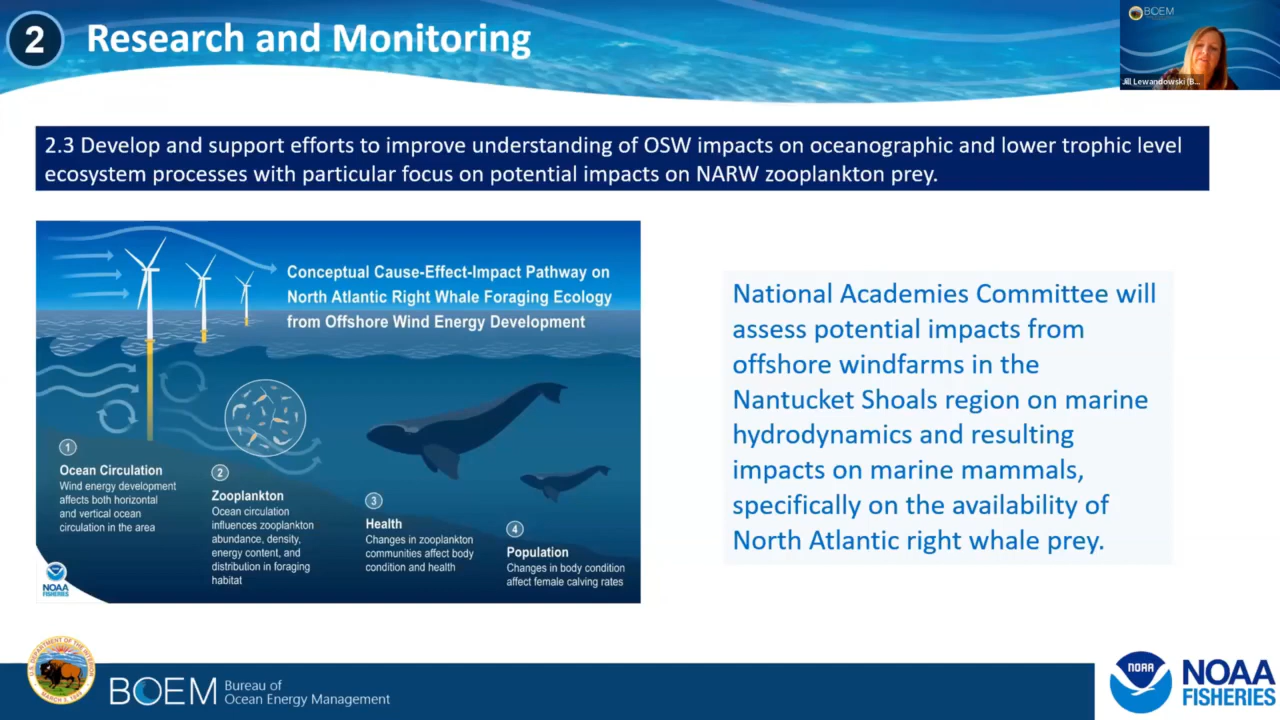 2
Research and Monitoring
BOEM
Jill Lewandowski (B...
2.3 Develop and support efforts to improve understanding of OSW impacts on oceanographic and lower trophic level
ecosystem processes with particular focus on potential impacts on NARW zooplankton prey.
Conceptual Cause-Effect-Impact Pathway on
North Atlantic Right Whale Foraging Ecology
from Offshore Wind Energy Development
1
Ocean Circulation
Wind energy development
affects both horizontal
and vertical ocean
circulation in the area
2
Zooplankton
Ocean circulation
influences zooplankton
abundance, density,
energy content, and
distribution in foraging
habitat
3
Health
Changes in zooplankton
communities affect body
condition and health
4
Population
Changes in body condition
affect female calving rates
NOAA
FISHERIES
National Academies Committee will
assess potential impacts from
offshore windfarms in the
Nantucket Shoals region on marine
hydrodynamics and resulting
impacts on marine mammals,
specifically on the availability of
North Atlantic right whale prey.
U.S. DEPARTMENT OF THE INTERIOR
MARCH 3, 1849
BOEM
Bureau of
Ocean Energy Management
NOAA
NOAA
FISHERIES